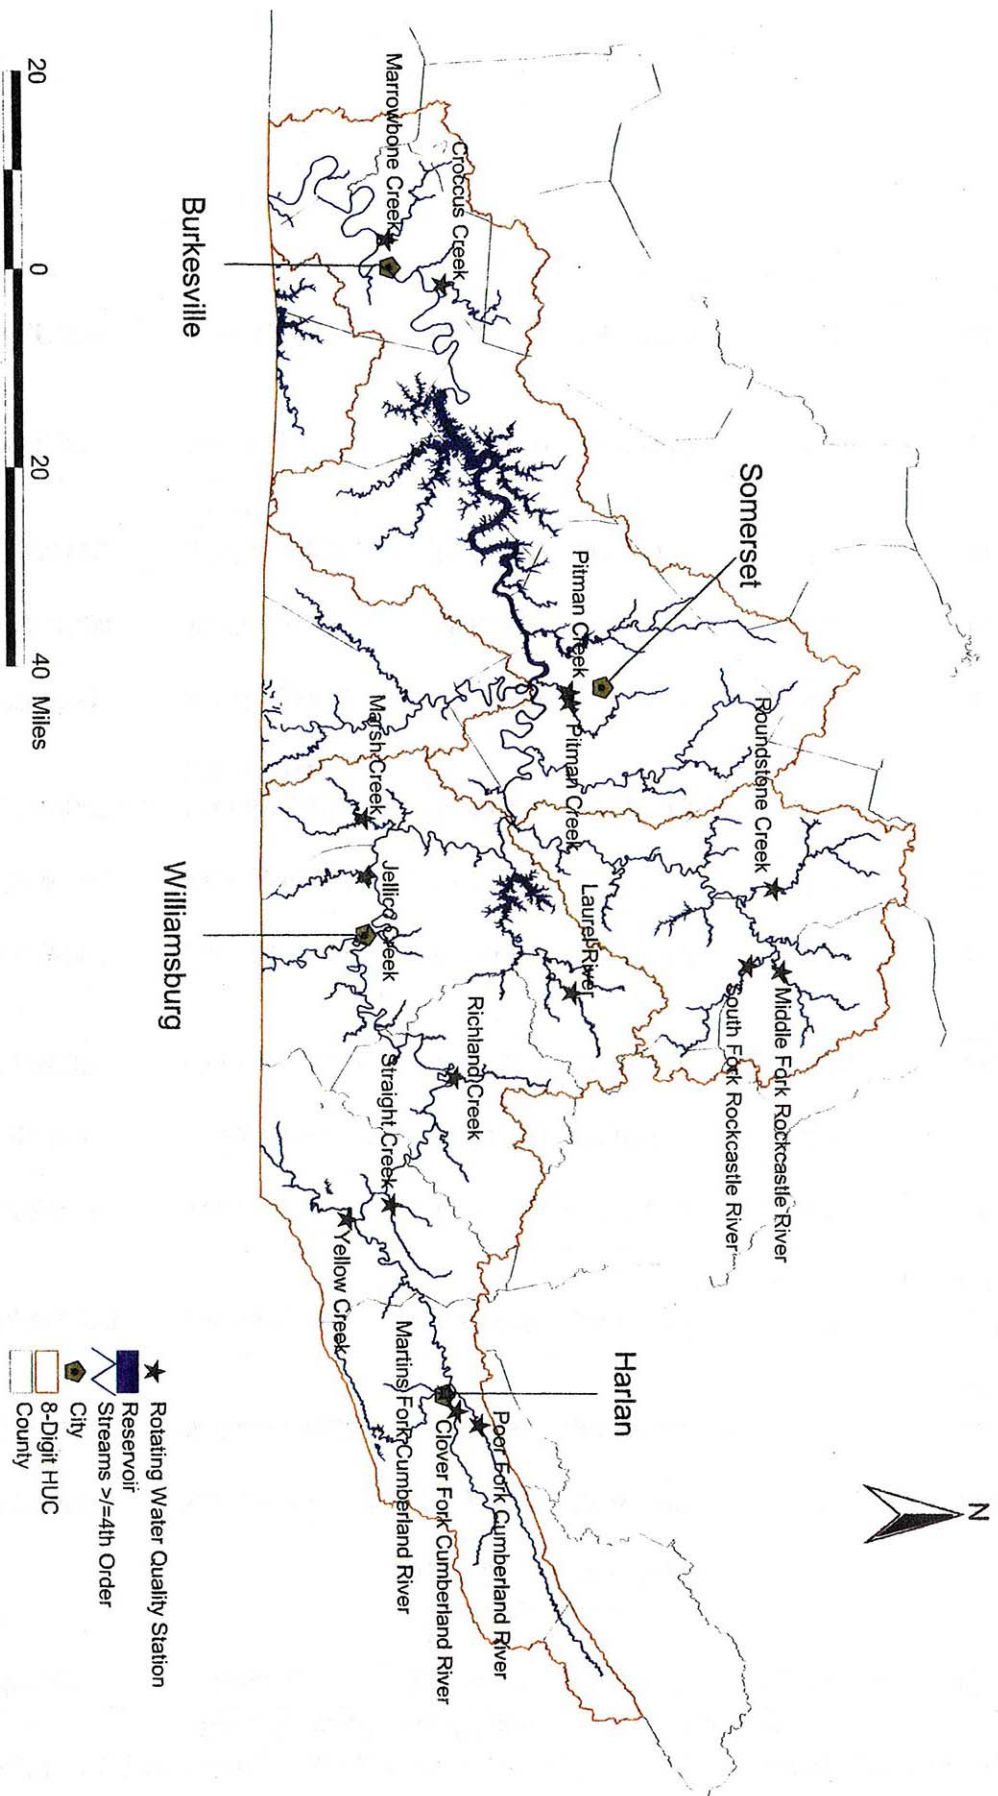 N
Somerset
Harlan
Roundstone Creek
Middle Fork Rockcastle River
South Fork Rockcastle River
Pitman Creek
Pitman Creek
Laurel River
Croccus Creek
Marrowbone Creek
Richland Creek
Poor Fork Cumberland River
Clover Fork Cumberland River
Martins Fork Cumberland River
Marsh Creek
Jellico Creek
Straight Creek
Yellow Creek
Burkesville
Williamsburg
20 0 20 40 Miles
Rotating Water Quality Station
Reservoir
Streams >/=4th Order
City
8-Digit HUC
County